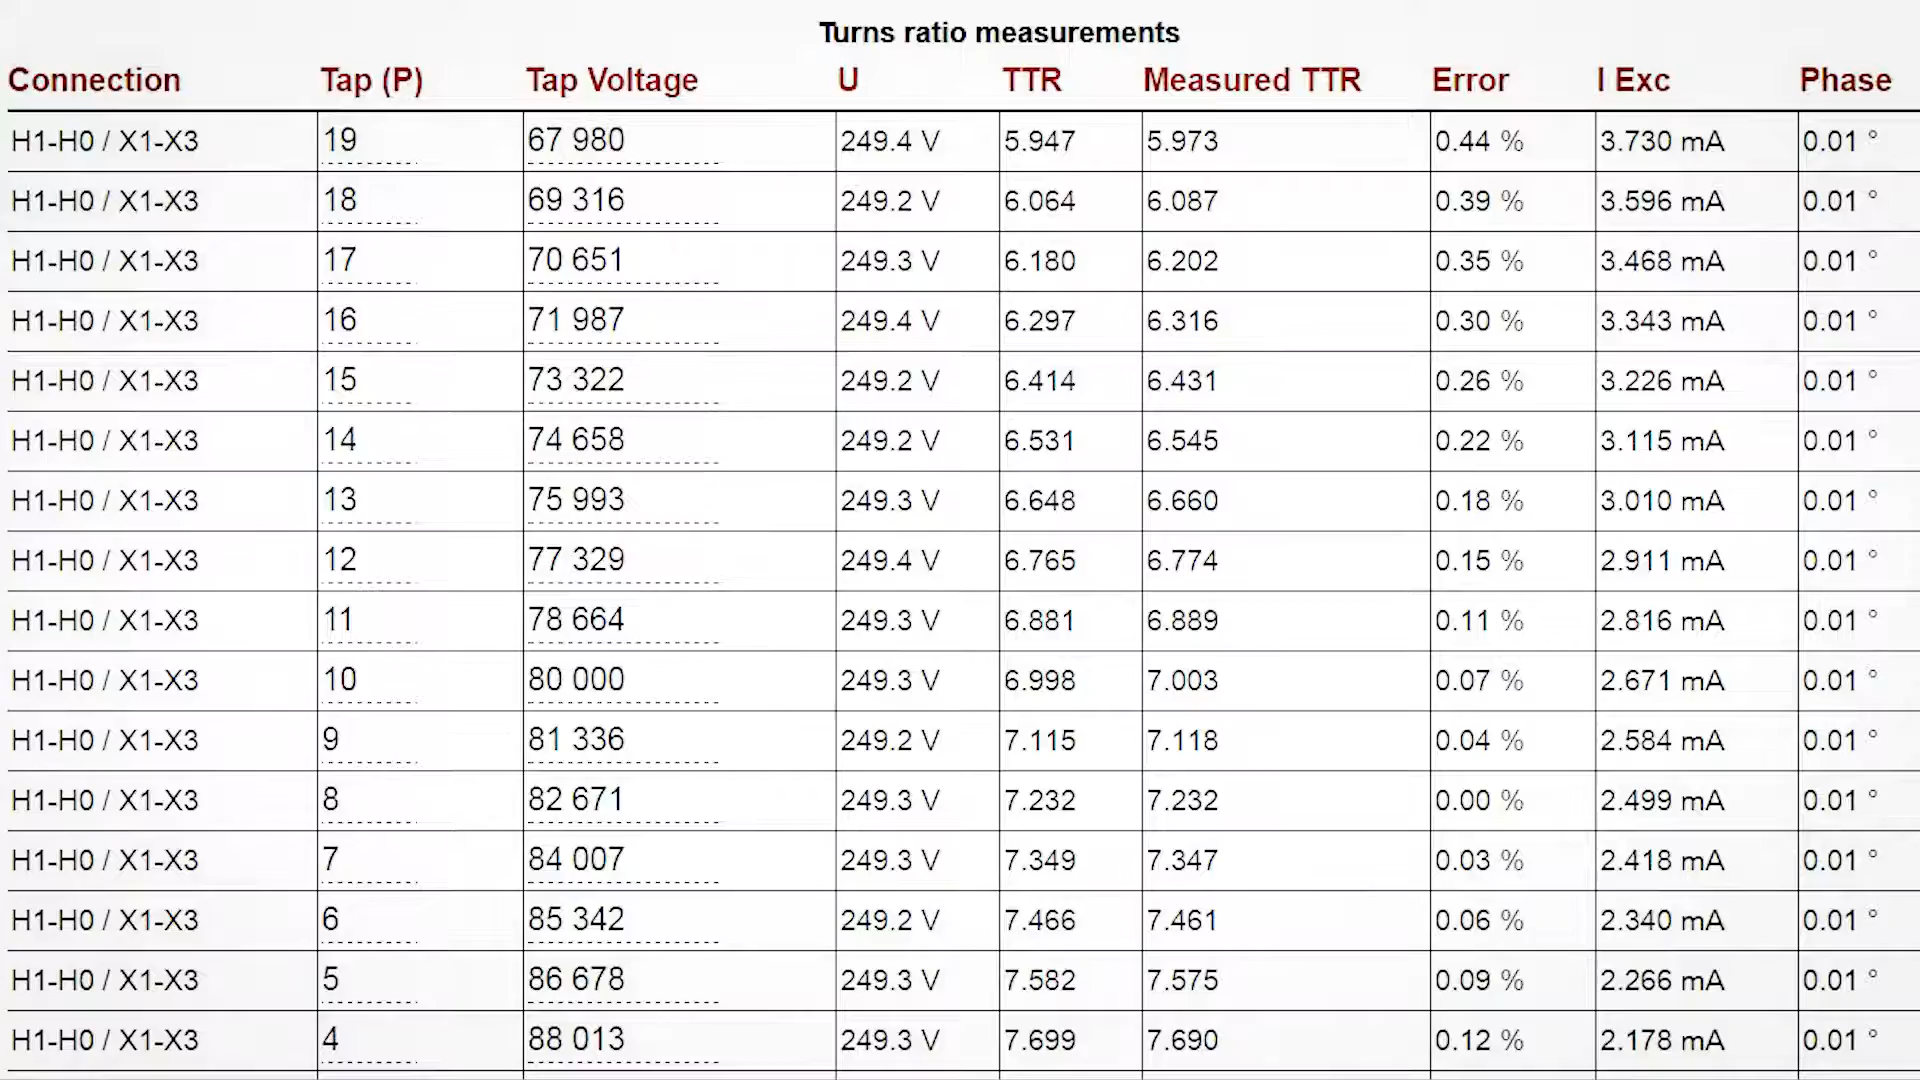 Turns ratio measurements
Connection Tap (P) Tap Voltage U TTR Measured TTR Error I Exc Phase
H1-H0 / X1-X3 19 67 980 249.4 V 5.947 5.973 0.44 % 3.730 mA 0.01 °
H1-H0 / X1-X3 18 69 316 249.2 V 6.064 6.087 0.39 % 3.596 mA 0.01 °
H1-H0 / X1-X3 17 70 651 249.3 V 6.180 6.202 0.35 % 3.468 mA 0.01 °
H1-H0 / X1-X3 16 71 987 249.4 V 6.297 6.316 0.30 % 3.343 mA 0.01 °
H1-H0 / X1-X3 15 73 322 249.2 V 6.414 6.431 0.26 % 3.226 mA 0.01 °
H1-H0 / X1-X3 14 74 658 249.2 V 6.531 6.545 0.22 % 3.115 mA 0.01 °
H1-H0 / X1-X3 13 75 993 249.3 V 6.648 6.660 0.18 % 3.010 mA 0.01 °
H1-H0 / X1-X3 12 77 329 249.4 V 6.765 6.774 0.15 % 2.911 mA 0.01 °
H1-H0 / X1-X3 11 78 664 249.3 V 6.881 6.889 0.11 % 2.816 mA 0.01 °
H1-H0 / X1-X3 10 80 000 249.3 V 6.998 7.003 0.07 % 2.671 mA 0.01 °
H1-H0 / X1-X3 9 81 336 249.2 V 7.115 7.118 0.04 % 2.584 mA 0.01 °
H1-H0 / X1-X3 8 82 671 249.3 V 7.232 7.232 0.00 % 2.499 mA 0.01 °
H1-H0 / X1-X3 7 84 007 249.3 V 7.349 7.347 0.03 % 2.418 mA 0.01 °
H1-H0 / X1-X3 6 85 342 249.2 V 7.466 7.461 0.06 % 2.340 mA 0.01 °
H1-H0 / X1-X3 5 86 678 249.3 V 7.582 7.575 0.09 % 2.266 mA 0.01 °
H1-H0 / X1-X3 4 88 013 249.3 V 7.699 7.690 0.12 % 2.178 mA 0.01 °